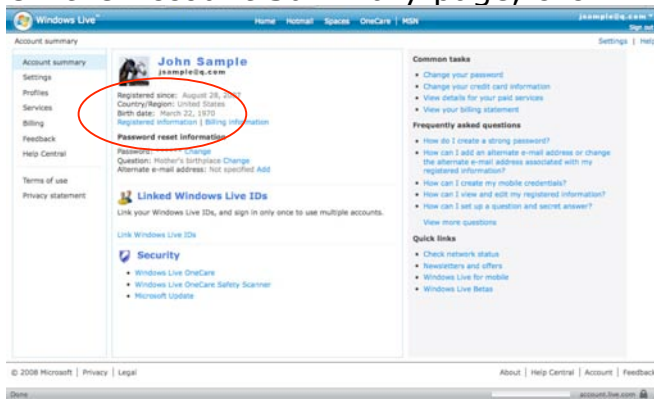 Windows Live™
Home Hotmail Spaces OneCare | MSN
jsample@q.com
Sign out
Account summary
Settings | Help
Account summary
Settings
Profiles
Services
Billing
Feedback
Help Central
Terms of use
Privacy statement
John Sample
jsample@q.com
Registered since: August 28, 2007
Country/Region: United States
Birth date: March 22, 1970
Registered information | Billing information
Password reset information
Password: Change
Question: Mother's birthplace Change
Alternate e-mail address: Not specified Add
Linked Windows Live IDs
Link your Windows Live IDs, and sign in only once to use multiple accounts.
Link Windows Live IDs
Security
• Windows Live OneCare
• Windows Live OneCare Safety Scanner
• Microsoft Update
Common tasks
• Change your password
• Change your credit card information
• View details for your paid services
• View your billing statement
Frequently asked questions
• How do I create a strong password?
• How can I add an alternate e-mail address or change
the alternate e-mail address associated with my
registered information?
• How can I create my mobile credentials?
• How can I view and edit my registered information?
• How can I set up a question and secret answer?
View more questions
Quick links
• Check network status
• Newsletters and offers
• Windows Live for mobile
• Windows Live Betas
© 2008 Microsoft | Privacy | Legal
About | Help Central | Account | Feedback
Done
account.live.com